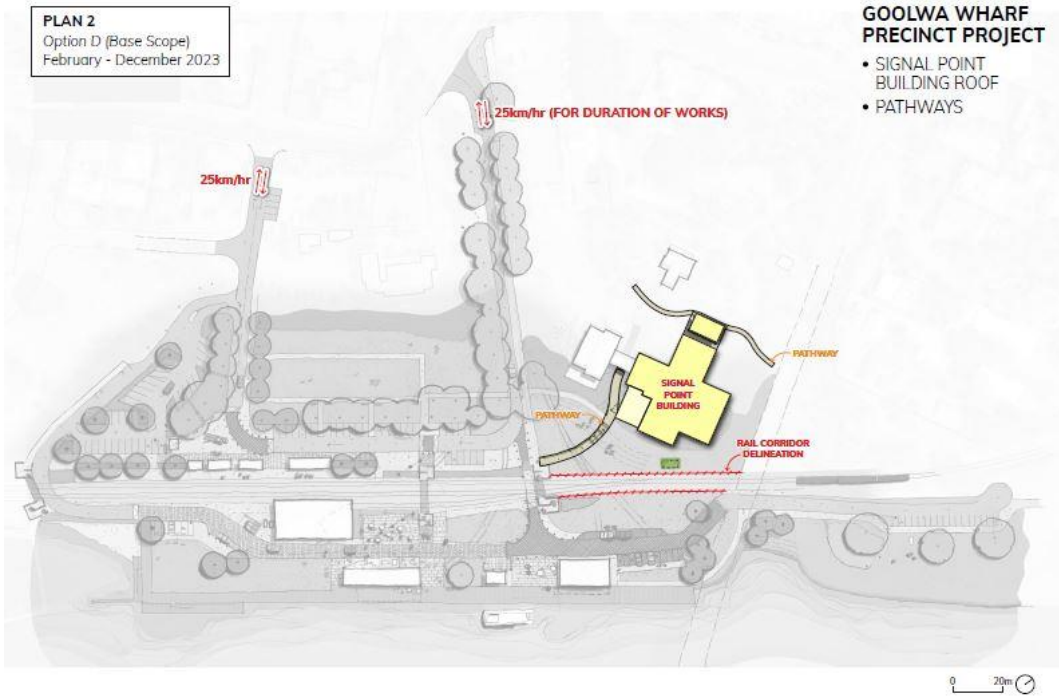 PLAN 2
Option D (Base Scope)
February - December 2023
GOOLWA WHARF
PRECINCT PROJECT
• SIGNAL POINT
BUILDING ROOF
• PATHWAYS
25km/hr (FOR DURATION OF WORKS)
25km/hr
PATHWAY
SIGNAL
POINT
BUILDING
PATHWAY
RAIL CORRIDOR
DELINEATION
0 20m